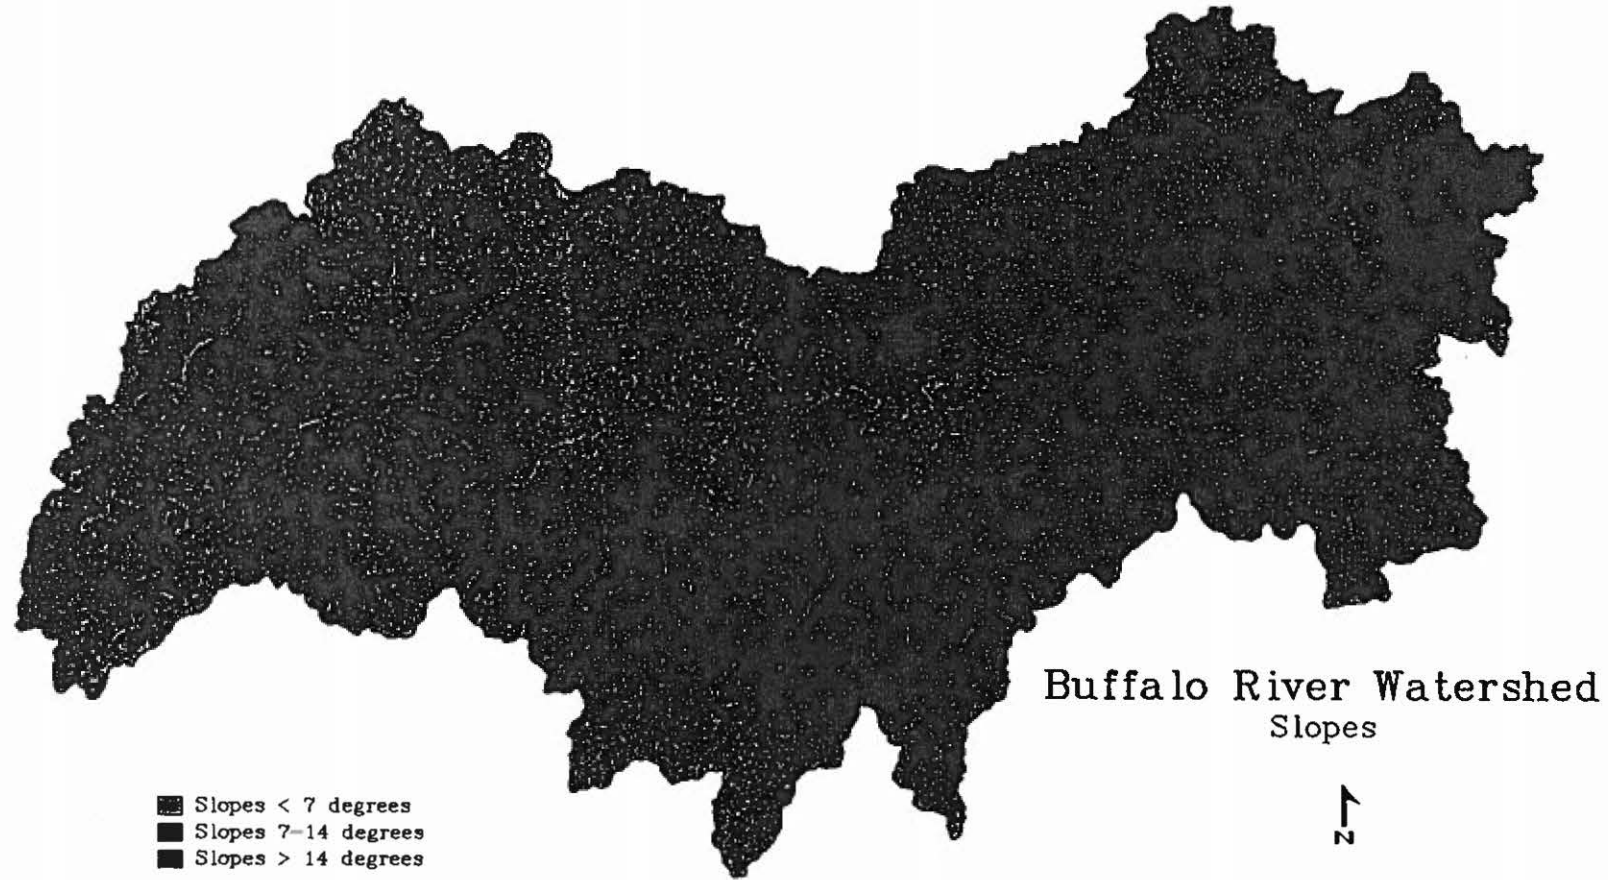 Buffalo River Watershed
Slopes
Slopes < 7 degrees
Slopes 7-14 degrees
Slopes > 14 degrees
N